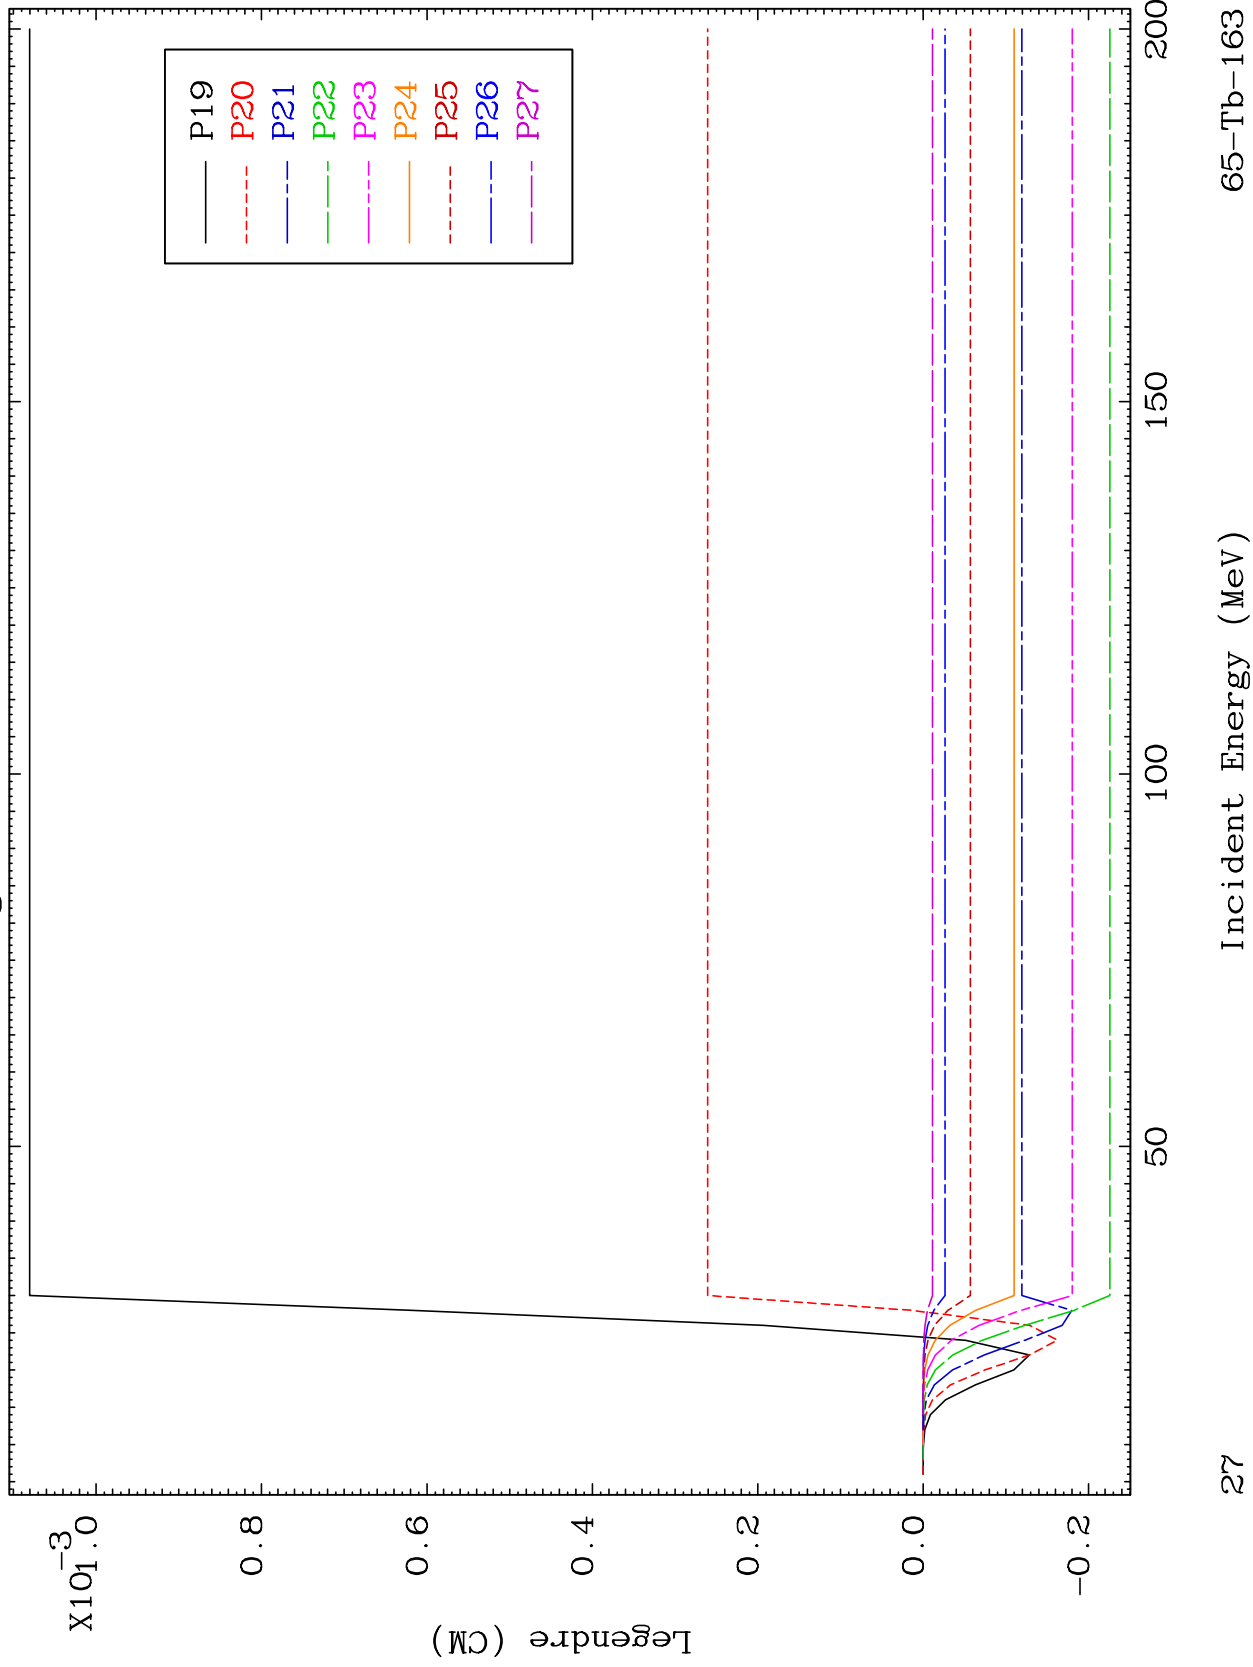 X10⁻³
1.0
0.8
0.6
0.4
0.2
0.0
-0.2
Legendre (CM)
P19
P20
P21
P22
P23
P24
P25
P26
P27
50
100
150
200
27
Incident Energy (MeV)
65-Tb-163